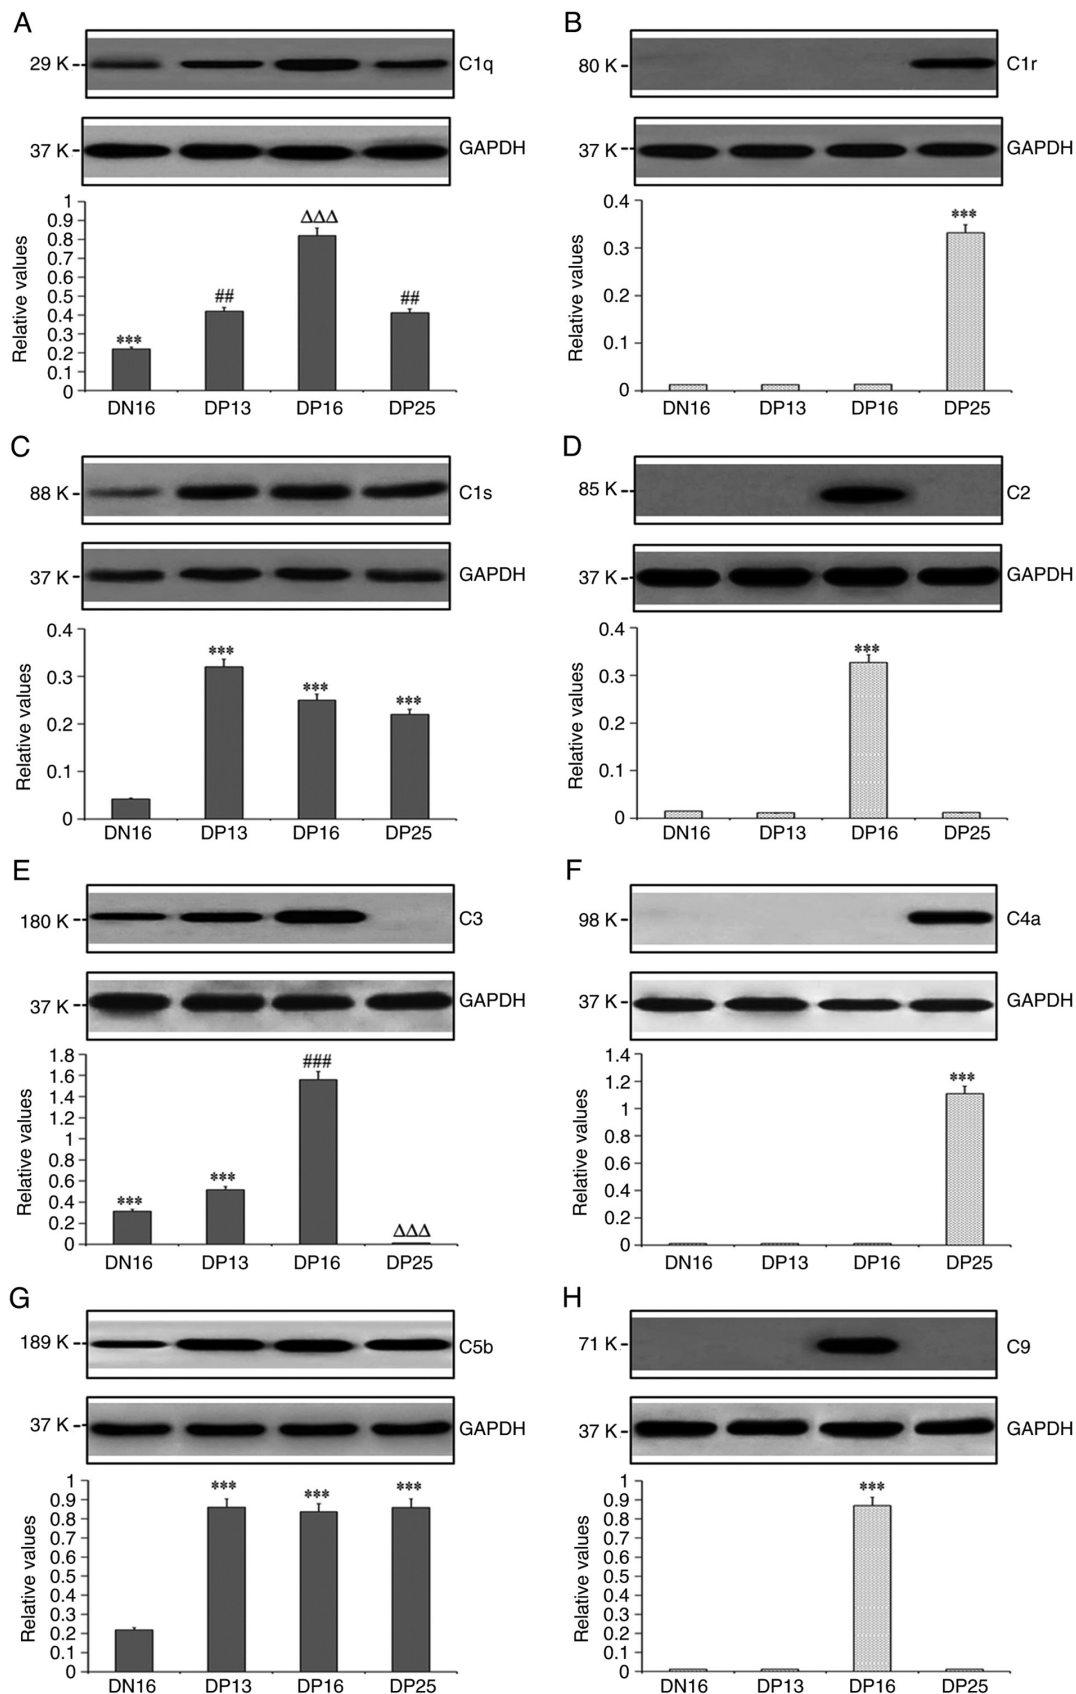 A
29 K
C1q
37 K
GAPDH
Relative values
1
0.9
0.8
0.7
0.6
0.5
0.4
0.3
0.2
0.1
0
***
##
ΔΔΔ
##
DN16 DP13 DP16 DP25
B
80 K
C1r
37 K
GAPDH
Relative values
0.4
0.3
0.2
0.1
0
***
DN16 DP13 DP16 DP25
C
88 K
C1s
37 K
GAPDH
Relative values
0.4
0.3
0.2
0.1
0
***
***
***
DN16 DP13 DP16 DP25
D
85 K
C2
37 K
GAPDH
Relative values
0.4
0.3
0.2
0.1
0
***
DN16 DP13 DP16 DP25
E
180 K
C3
37 K
GAPDH
Relative values
1.8
1.6
1.4
1.2
1
0.8
0.6
0.4
0.2
0
***
***
###
ΔΔΔ
DN16 DP13 DP16 DP25
F
98 K
C4a
37 K
GAPDH
Relative values
1.4
1.2
1
0.8
0.6
0.4
0.2
0
***
DN16 DP13 DP16 DP25
G
189 K
C5b
37 K
GAPDH
Relative values
1
0.9
0.8
0.7
0.6
0.5
0.4
0.3
0.2
0.1
0
***
***
***
DN16 DP13 DP16 DP25
H
71 K
C9
37 K
GAPDH
Relative values
1
0.9
0.8
0.7
0.6
0.5
0.4
0.3
0.2
0.1
0
***
DN16 DP13 DP16 DP25